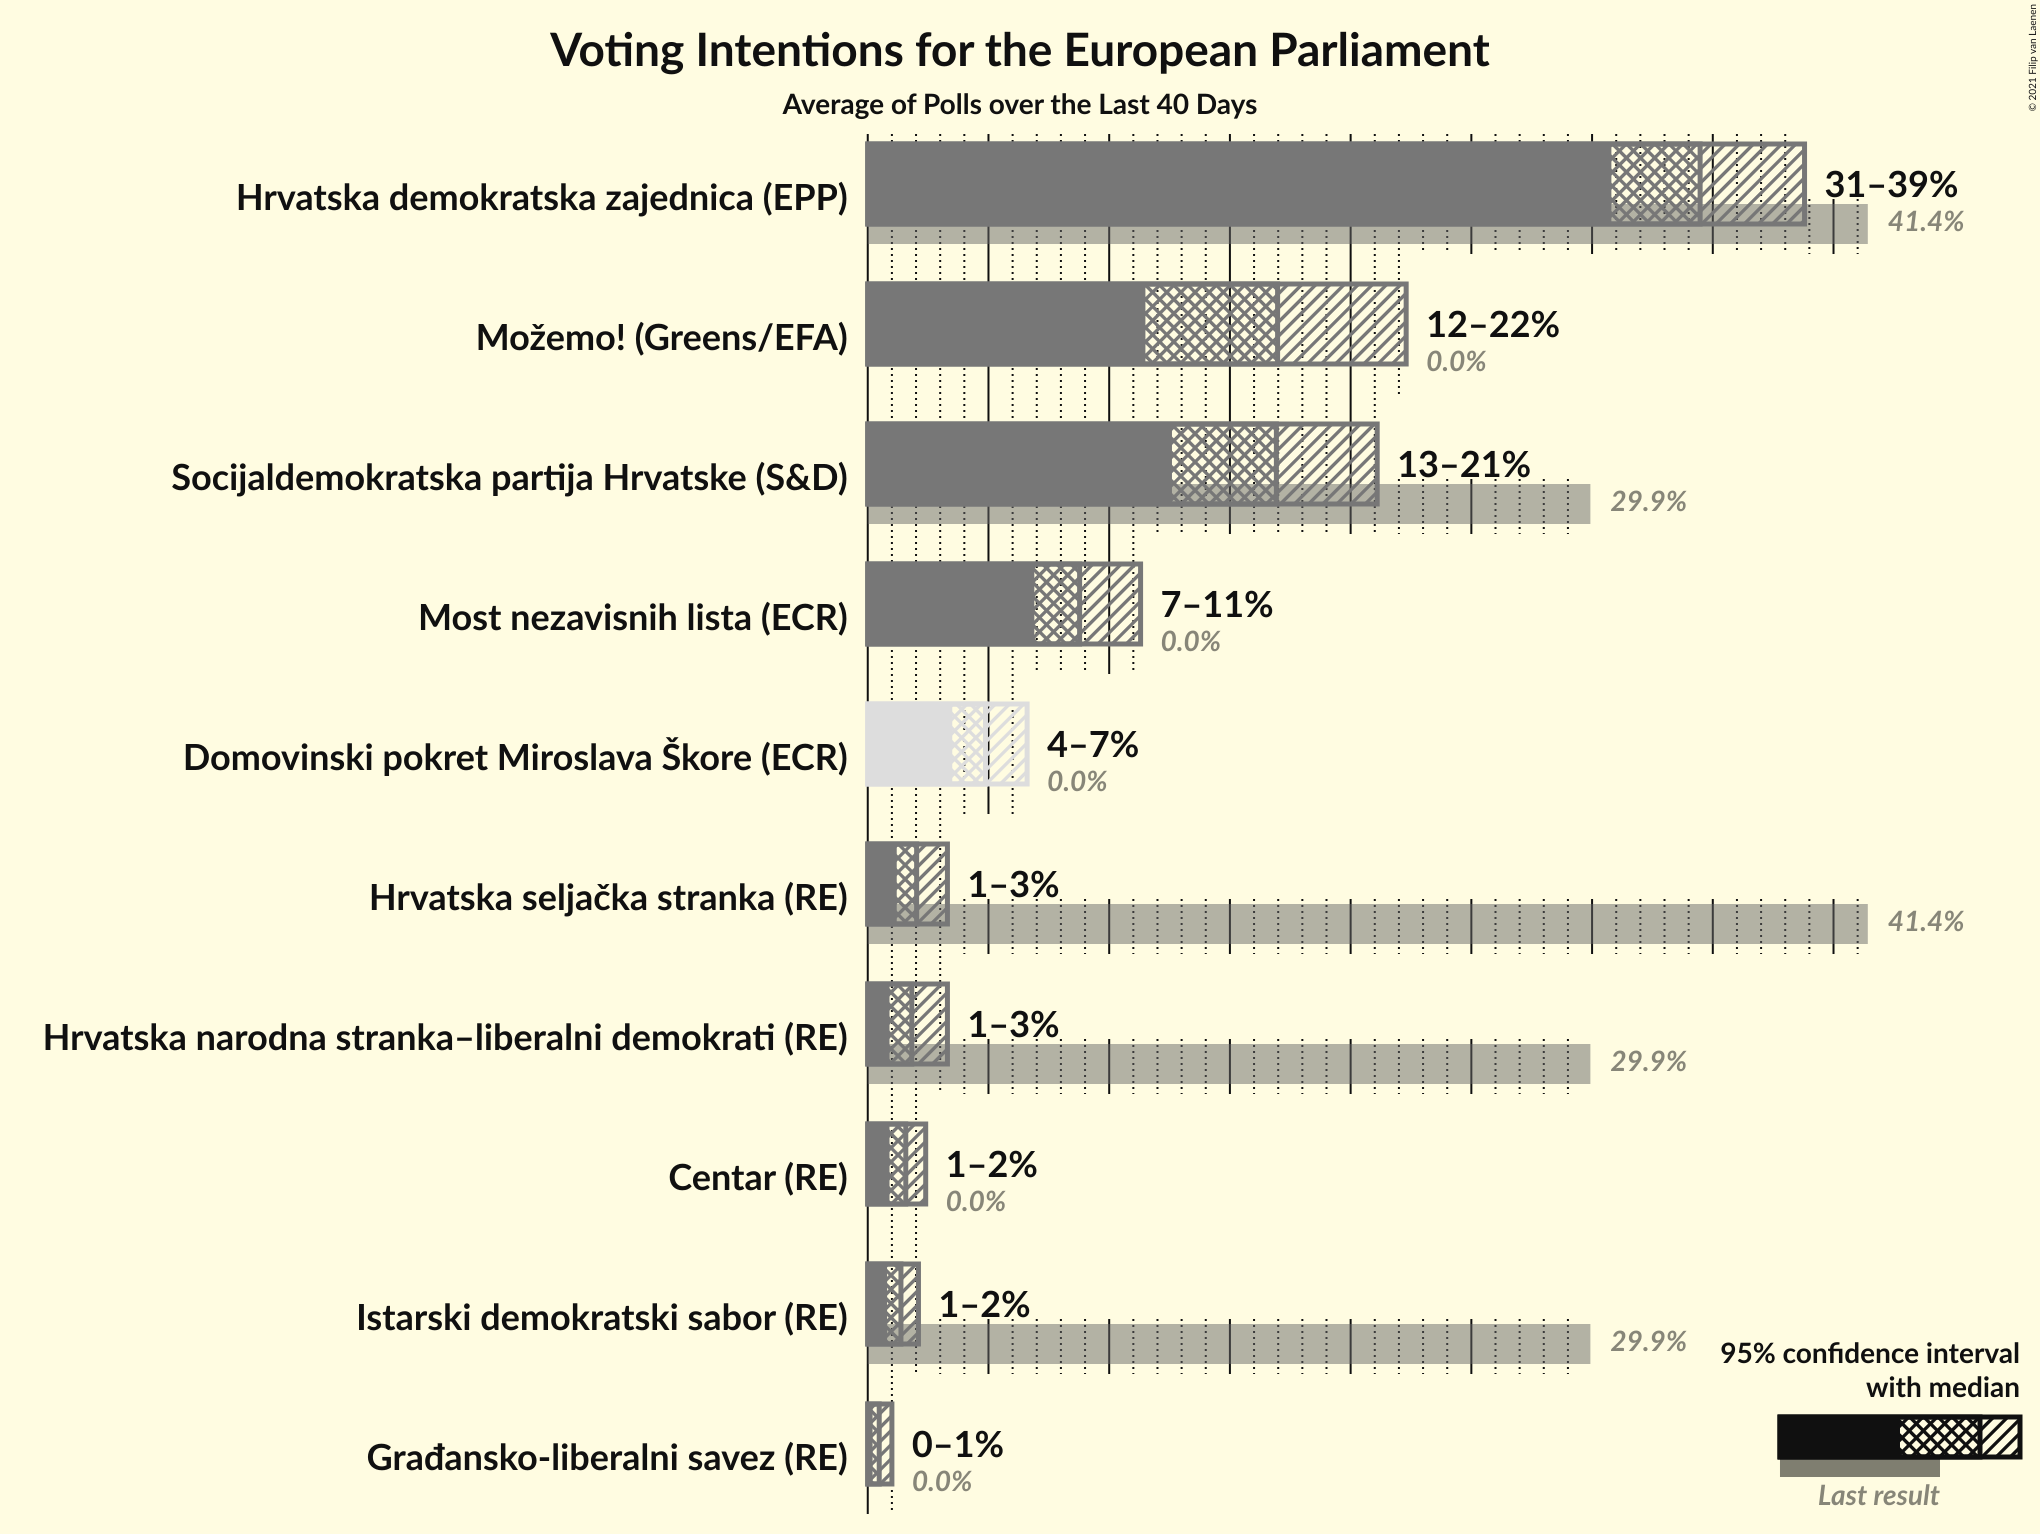 Voting Intentions for the European Parliament
Average of Polls over the Last 40 Days
© 2021 Filip van Laenen
Hrvatska demokratska zajednica (EPP)
31–39%
41.4%
Možemo! (Greens/EFA)
12–22%
0.0%
Socijaldemokratska partija Hrvatske (S&D)
13–21%
29.9%
Most nezavisnih lista (ECR)
7–11%
0.0%
Domovinski pokret Miroslava Škore (ECR)
4–7%
0.0%
Hrvatska seljačka stranka (RE)
1–3%
41.4%
Hrvatska narodna stranka–liberalni demokrati (RE)
1–3%
29.9%
Centar (RE)
1–2%
0.0%
Istarski demokratski sabor (RE)
1–2%
29.9%
Građansko-liberalni savez (RE)
0–1%
0.0%
95% confidence interval
with median
Last result